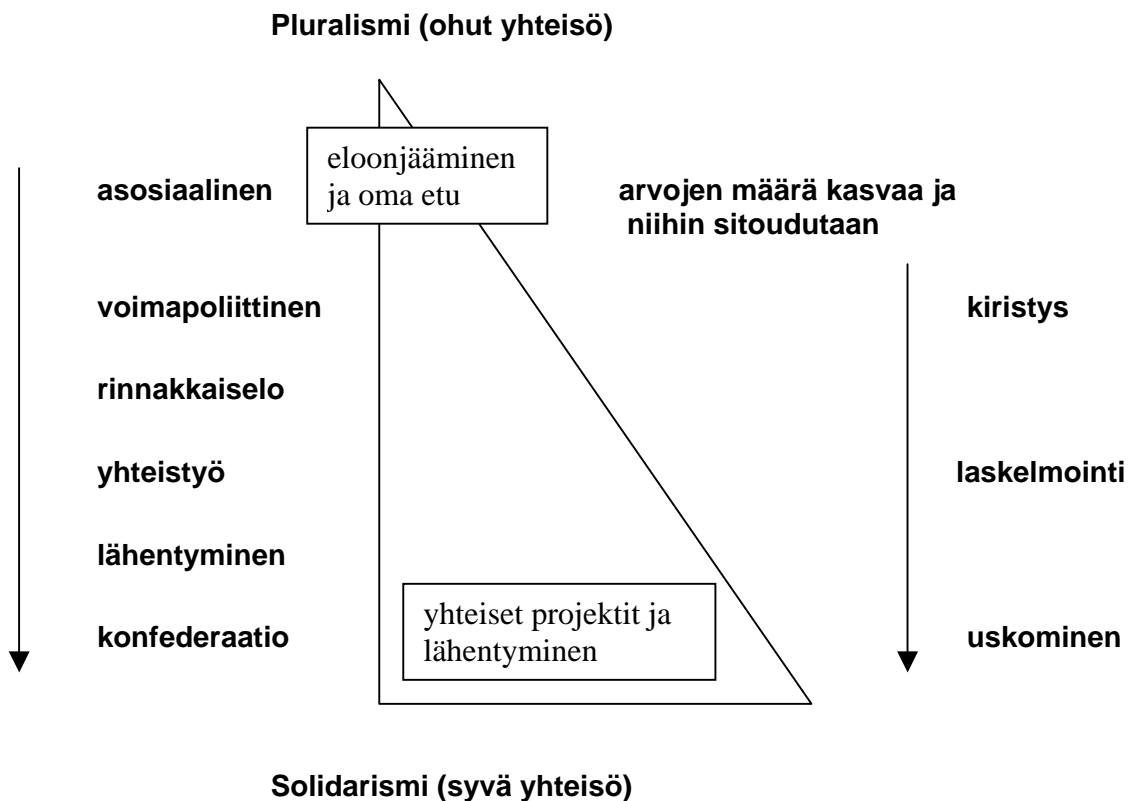 Pluralismi (ohut yhteisö)
eloonjääminen
ja oma etu
asosiaalinen
arvojen määrä kasvaa ja
niihin sitoudutaan
voimapoliittinen
kiristys
rinnakkaiselo
yhteistyö
laskelmointi
lähentyminen
yhteiset projektit ja
lähentyminen
konfederaatio
uskominen
Solidarismi (syvä yhteisö)